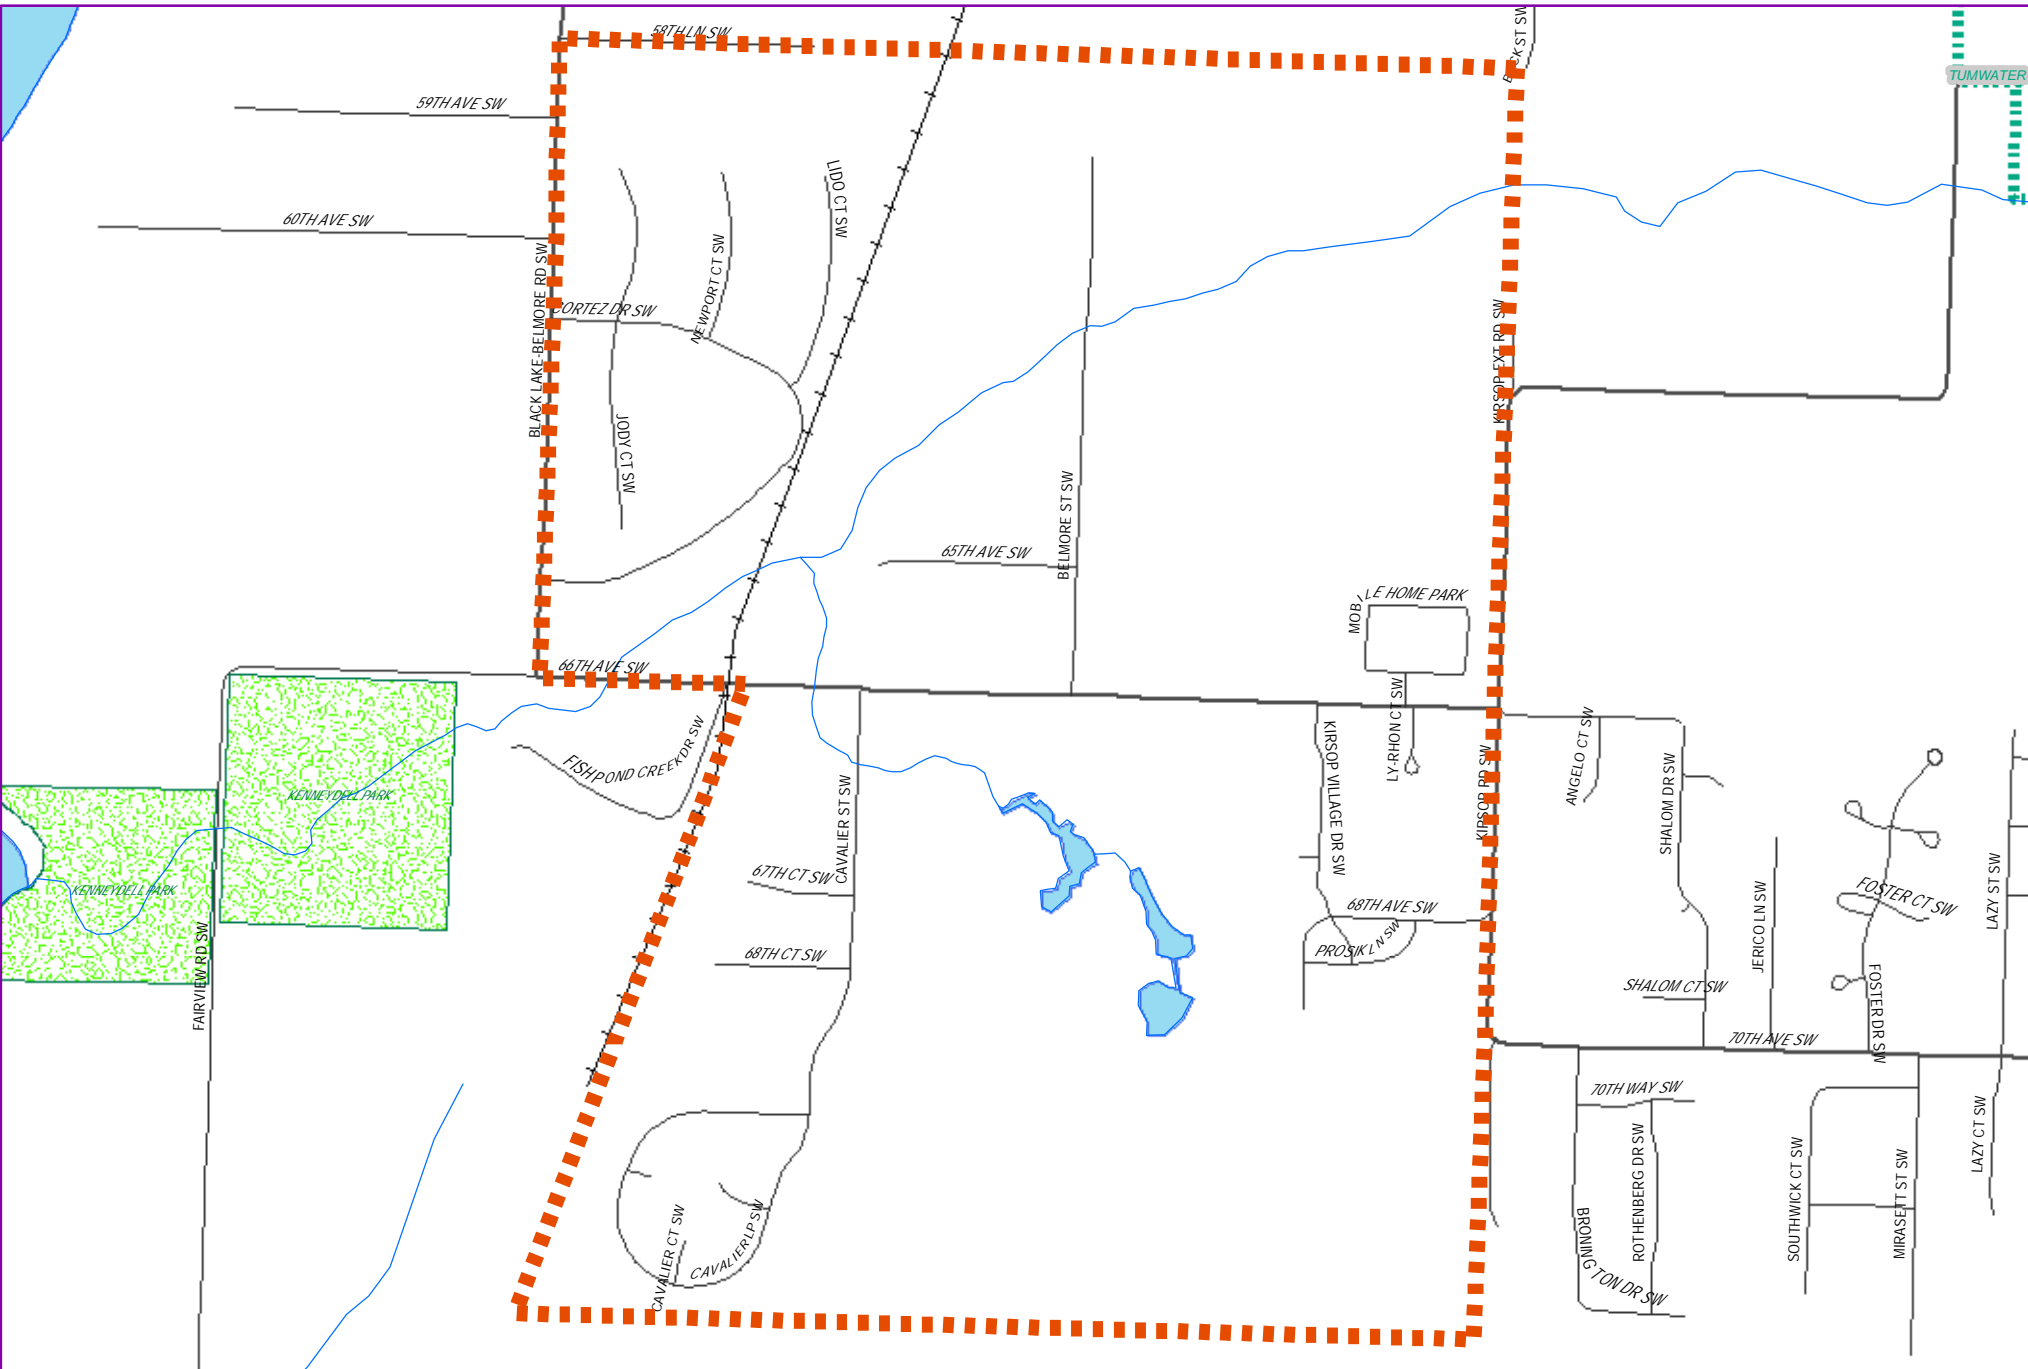 58TH LN SW
TUMWATER
59TH AVE SW
60TH AVE SW
LIDO CT SW
NEWPORT CT SW
BLACK LAKE-BELMORE RD SW
CORTEZ DR SW
KIRSOP EXT RD SW
JODY CT SW
BELMORE ST SW
65TH AVE SW
MOBILE HOME PARK
66TH AVE SW
LY-RHON CT SW
FISHPOND CREEK DR SW
KIRSOP VILLAGE DR SW
KIRSOP RD SW
ANGELO CT SW
SHALOM DR SW
KENNEYDELL PARK
KENNEYDELL PARK
CAVALIER ST SW
67TH CT SW
68TH AVE SW
PROSIK LN SW
JERICO LN SW
FOSTER CT SW
LAZY ST SW
FAIRVIEW RD SW
68TH CT SW
SHALOM CT SW
FOSTER DR SW
70TH AVE SW
70TH WAY SW
ROTHENBERG DR SW
BRONINGTON DR SW
SOUTHWICK CT SW
MIRASETT ST SW
LAZY CT SW
CAVALIER CT SW
CAVALIER LP SW